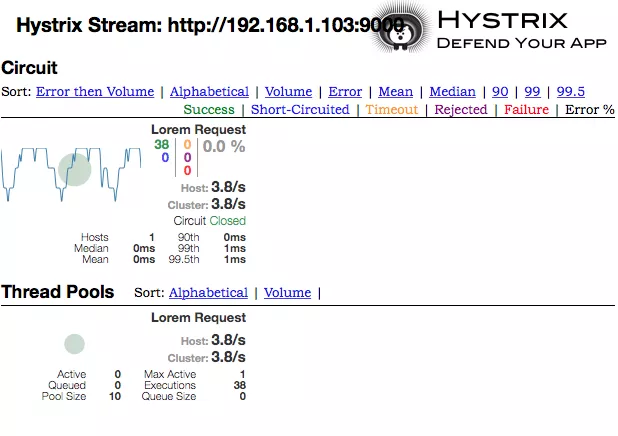 Hystrix Stream: http://192.168.1.103:9000
HYSTRIX
DEFEND YOUR APP
Circuit
Sort: Error then Volume | Alphabetical | Volume | Error | Mean | Median | 90 | 99 | 99.5
Success | Short-Circuited | Timeout | Rejected | Failure | Error %
Lorem Request
38 0 0.0 %
0 0
0
Host: 3.8/s
Cluster: 3.8/s
Circuit Closed
Hosts 1 90th 0ms
Median 0ms 99th 1ms
Mean 0ms 99.5th 1ms
Thread Pools Sort: Alphabetical | Volume |
Lorem Request
Host: 3.8/s
Cluster: 3.8/s
Active 0 Max Active 1
Queued 0 Executions 38
Pool Size 10 Queue Size 0